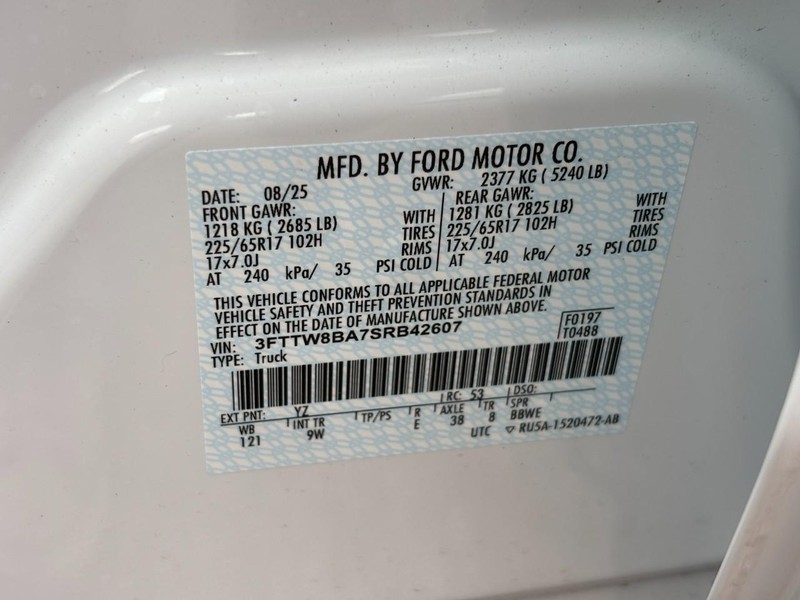 MFD. BY FORD MOTOR CO.
DATE: 08/25 GVWR: 2377 KG ( 5240 LB)
FRONT GAWR: REAR GAWR:
1218 KG ( 2685 LB) WITH 1281 KG ( 2825 LB) WITH
225/65R17 102H TIRES 225/65R17 102H TIRES
17x7.0J RIMS 17x7.0J RIMS
AT 240 kPa/ 35 PSI COLD AT 240 kPa/ 35 PSI COLD
THIS VEHICLE CONFORMS TO ALL APPLICABLE FEDERAL MOTOR
VEHICLE SAFETY AND THEFT PREVENTION STANDARDS IN
EFFECT ON THE DATE OF MANUFACTURE SHOWN ABOVE.
VIN: 3FTTW8BA7SRB42607 F0197
TYPE: Truck T0488
EXT PNT: YZ RC: 53 DSO:
WB INT TR TP/PS R AXLE TR SPR
121 9W E 38 8 BBWE
UTC ▽ RU5A-1520472-AB